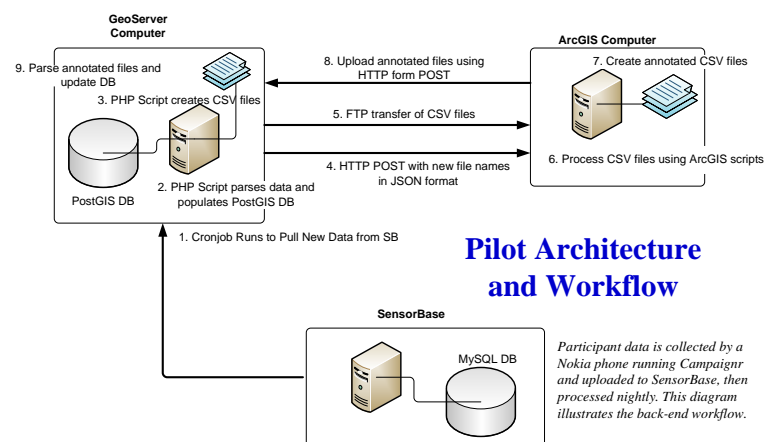 GeoServer
Computer
ArcGIS Computer
9. Parse annotated files and
update DB
8. Upload annotated files using
HTTP form POST
7. Create annotated CSV files
3. PHP Script creates CSV files
5. FTP transfer of CSV files
4. HTTP POST with new file names
in JSON format
6. Process CSV files using ArcGIS scripts
2. PHP Script parses data and
populates PostGIS DB
PostGIS DB
1. Cronjob Runs to Pull New Data from SB
Pilot Architecture
and Workflow
SensorBase
MySQL DB
Participant data is collected by a
Nokia phone running Campaignr
and uploaded to SensorBase, then
processed nightly. This diagram
illustrates the back-end workflow.